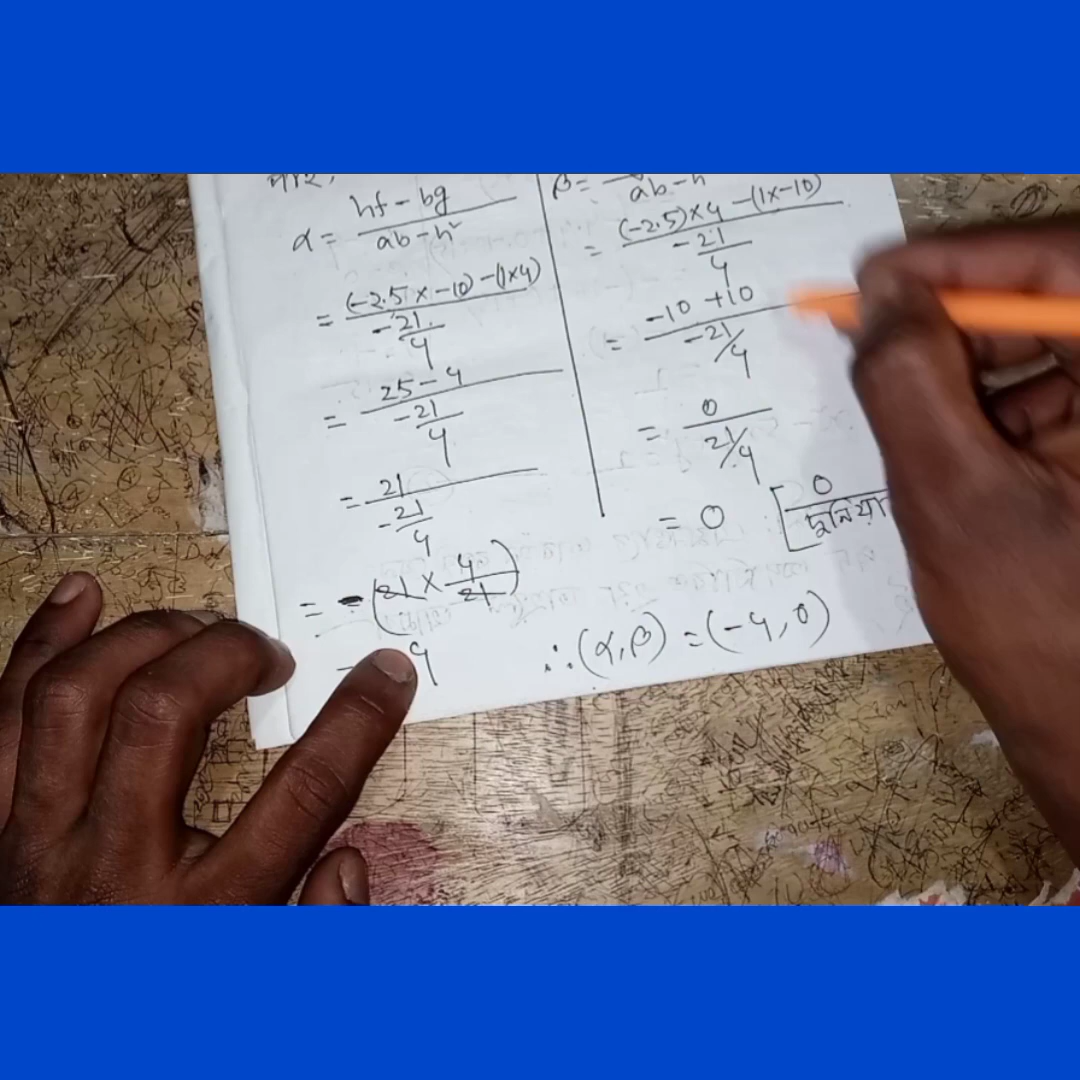 α = hf - bg / ab - h²
= (-2.5 × -10) - (1×4) / -21/4
= 25 - 4 / -21/4
= 21 / -21/4
= -(21 × 4/21)
4
β =
ab - h
= (-2.5)×4 - (1×-10) / -21/4
= -10 + 10 / -21/4
= 0 / 21/4
= 0 [ 0 / দুনিয়া
∴ (α, β) = (-4, 0)